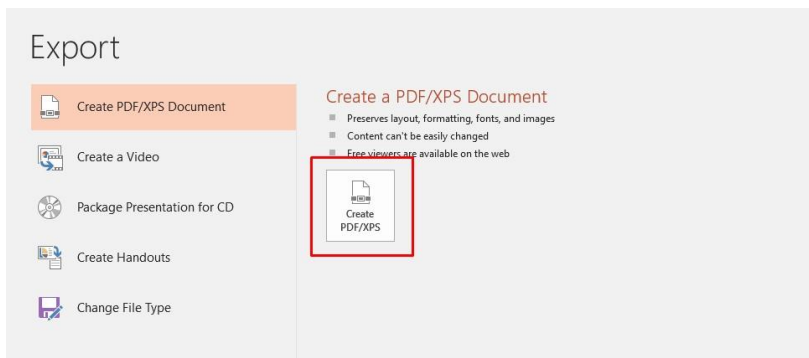 Export
Create PDF/XPS Document
Create a Video
Package Presentation for CD
Create Handouts
Change File Type
Create a PDF/XPS Document
Preserves layout, formatting, fonts, and images
Content can't be easily changed
Free viewers are available on the web
Create
PDF/XPS